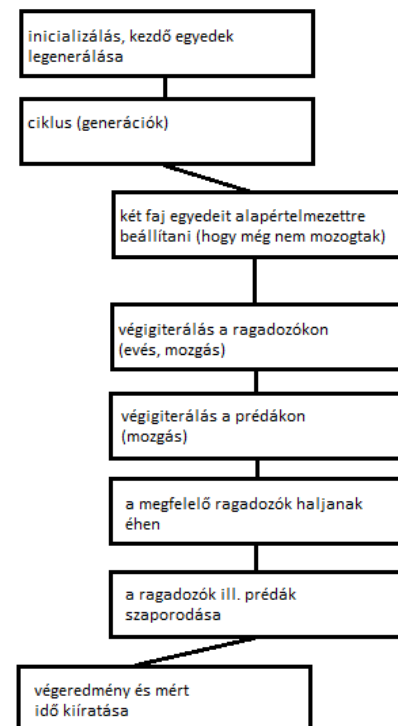 inicializálás, kezdő egyedek
legenerálása
ciklus (generációk)
két faj egyedeit alapértelmezettre
beállítani (hogy még nem mozogtak)
végigiterálás a ragadozókon
(evés, mozgás)
végigiterálás a prédákon
(mozgás)
a megfelelő ragadozók haljanak
éhen
a ragadozók ill. prédák
szaporodása
végeredmény és mért
idő kiíratása